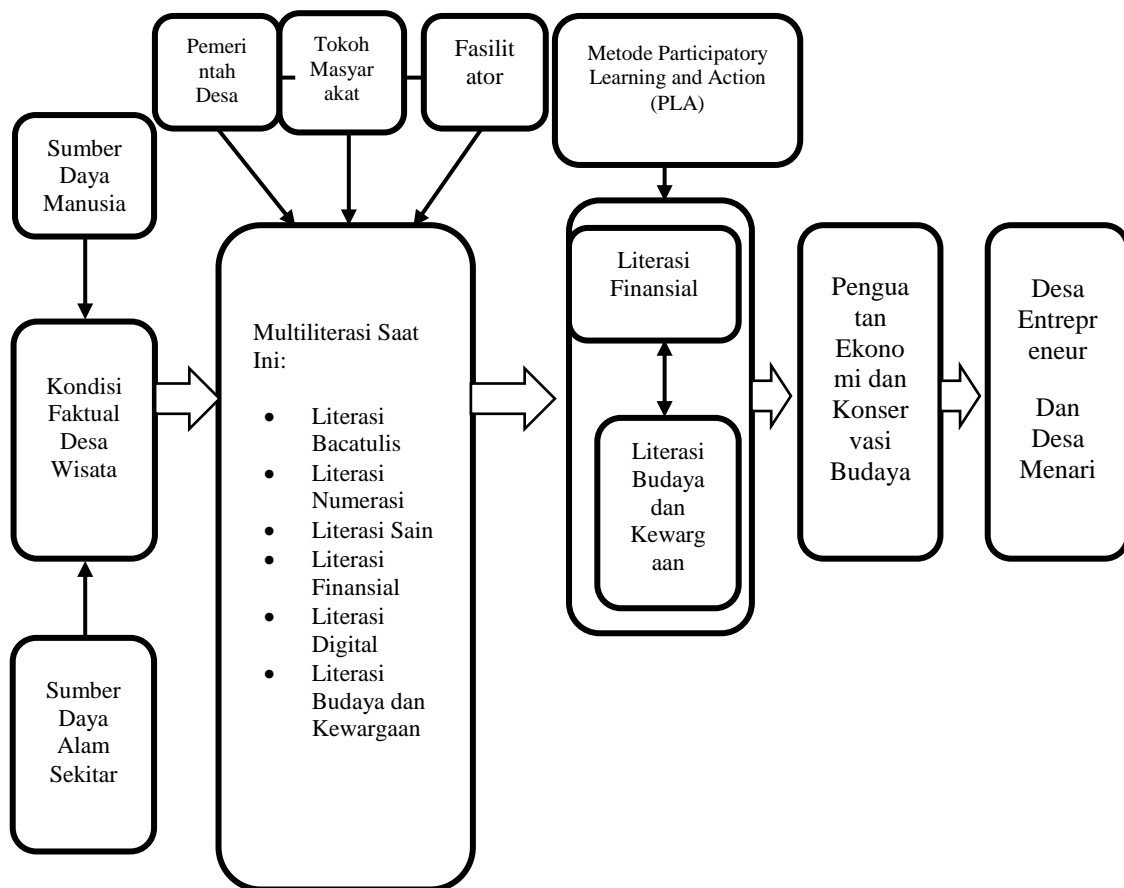 Pemeri
ntah
Desa
Tokoh
Masyar
akat
Fasilit
ator
Metode Participatory
Learning and Action
(PLA)
Sumber
Daya
Manusia
Kondisi
Faktual
Desa
Wisata
Sumber
Daya
Alam
Sekitar
Multiliterasi Saat
Ini:
• Literasi
Bacatulis
• Literasi
Numerasi
• Literasi Sain
• Literasi
Finansial
• Literasi
Digital
• Literasi
Budaya dan
Kewargaan
Literasi
Finansial
Literasi
Budaya
dan
Kewarg
aan
Pengua
tan
Ekono
mi dan
Konser
vasi
Budaya
Desa
Entrepr
eneur
Dan
Desa
Menari